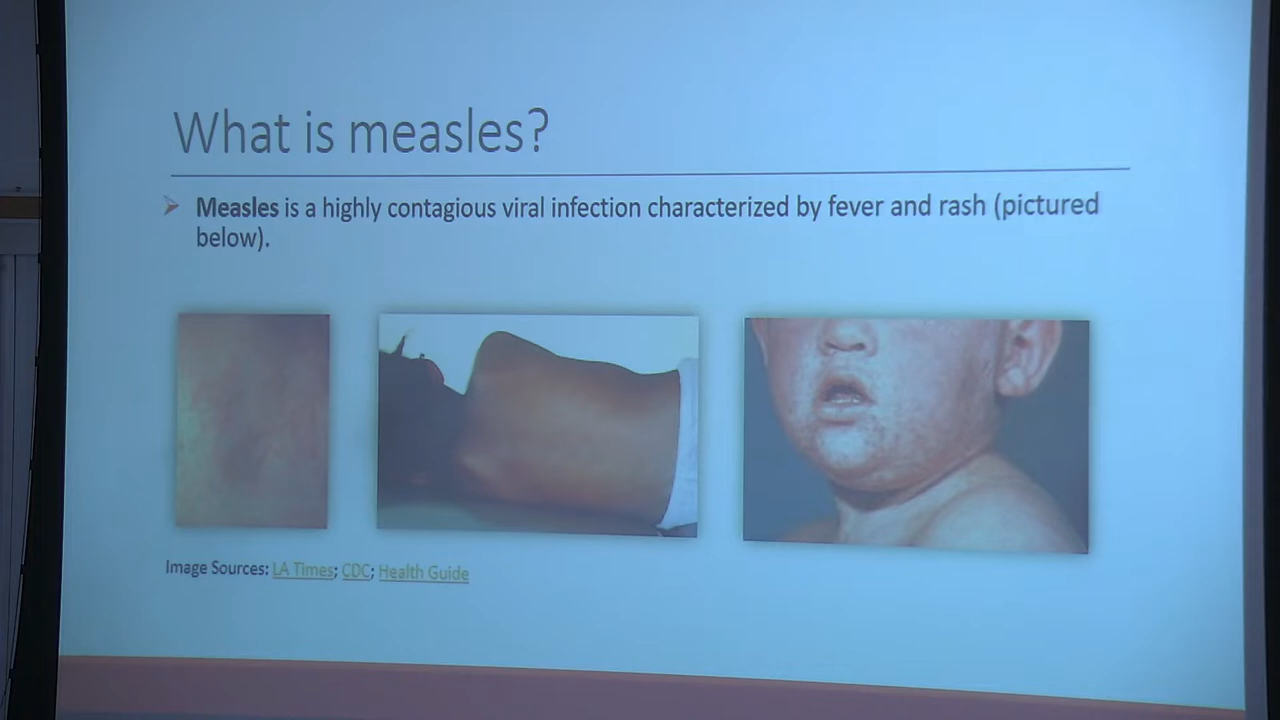 What is measles?
Measles is a highly contagious viral infection characterized by fever and rash (pictured
below).
Image Sources: LA Times; CDC; Health Guide